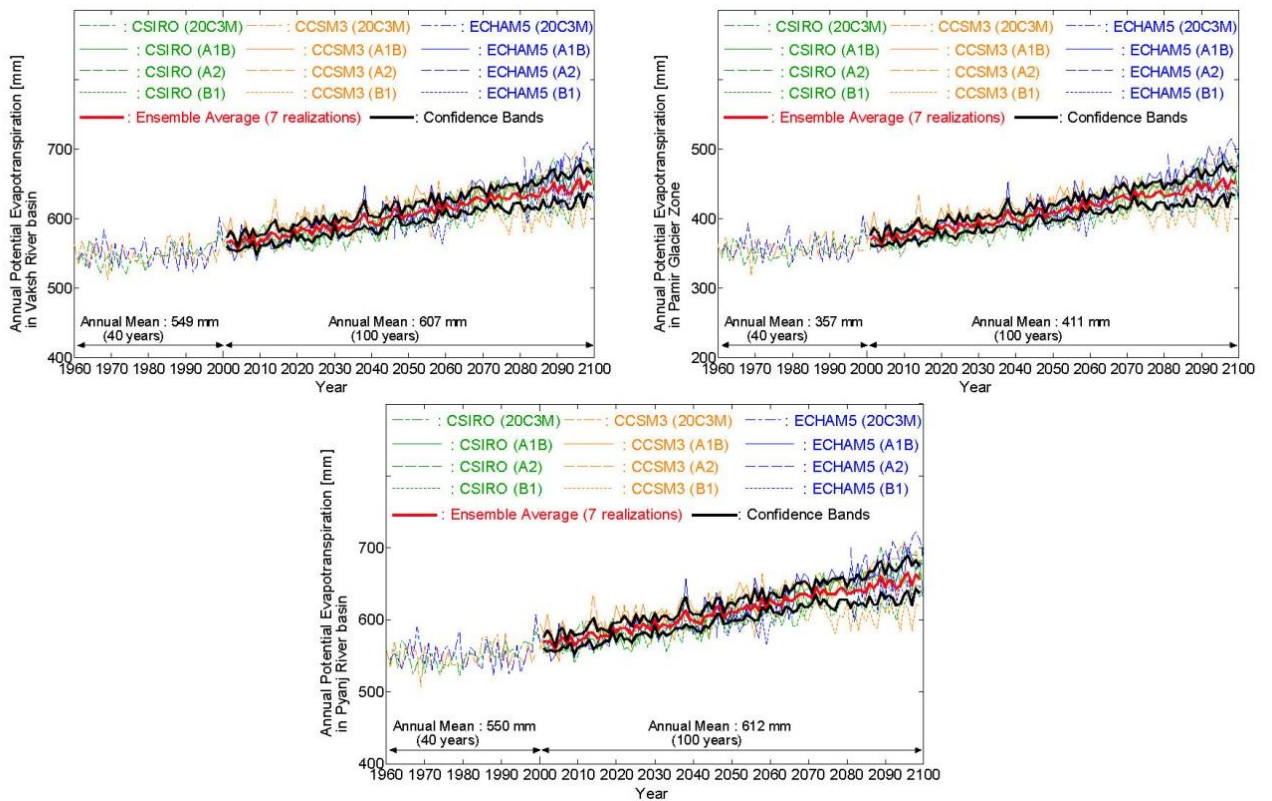 : CSIRO (20C3M) : CCSM3 (20C3M) : ECHAM5 (20C3M)
: CSIRO (A1B) : CCSM3 (A1B) : ECHAM5 (A1B)
: CSIRO (A2) : CCSM3 (A2) : ECHAM5 (A2)
: CSIRO (B1) : CCSM3 (B1) : ECHAM5 (B1)
: Ensemble Average (7 realizations) : Confidence Bands
Annual Potential Evapotranspiration [mm]
in Vaksh River basin
700
600
500
400
Annual Mean : 549 mm
(40 years)
Annual Mean : 607 mm
(100 years)
1960 1970 1980 1990 2000 2010 2020 2030 2040 2050 2060 2070 2080 2090 2100
Year
: CSIRO (20C3M) : CCSM3 (20C3M) : ECHAM5 (20C3M)
: CSIRO (A1B) : CCSM3 (A1B) : ECHAM5 (A1B)
: CSIRO (A2) : CCSM3 (A2) : ECHAM5 (A2)
: CSIRO (B1) : CCSM3 (B1) : ECHAM5 (B1)
: Ensemble Average (7 realizations) : Confidence Bands
Annual Potential Evapotranspiration [mm]
in Pamir Glacier Zone
500
400
300
200
Annual Mean : 357 mm
(40 years)
Annual Mean : 411 mm
(100 years)
1960 1970 1980 1990 2000 2010 2020 2030 2040 2050 2060 2070 2080 2090 2100
Year
: CSIRO (20C3M) : CCSM3 (20C3M) : ECHAM5 (20C3M)
: CSIRO (A1B) : CCSM3 (A1B) : ECHAM5 (A1B)
: CSIRO (A2) : CCSM3 (A2) : ECHAM5 (A2)
: CSIRO (B1) : CCSM3 (B1) : ECHAM5 (B1)
: Ensemble Average (7 realizations) : Confidence Bands
Annual Potential Evapotranspiration [mm]
in Pyanj River basin
700
600
500
400
Annual Mean : 550 mm
(40 years)
Annual Mean : 612 mm
(100 years)
1960 1970 1980 1990 2000 2010 2020 2030 2040 2050 2060 2070 2080 2090 2100
Year